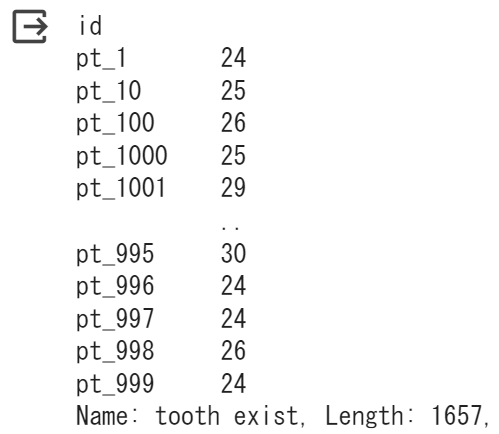 id
pt_1 24
pt_10 25
pt_100 26
pt_1000 25
pt_1001 29
..
pt_995 30
pt_996 24
pt_997 24
pt_998 26
pt_999 24
Name: tooth exist, Length: 1657,